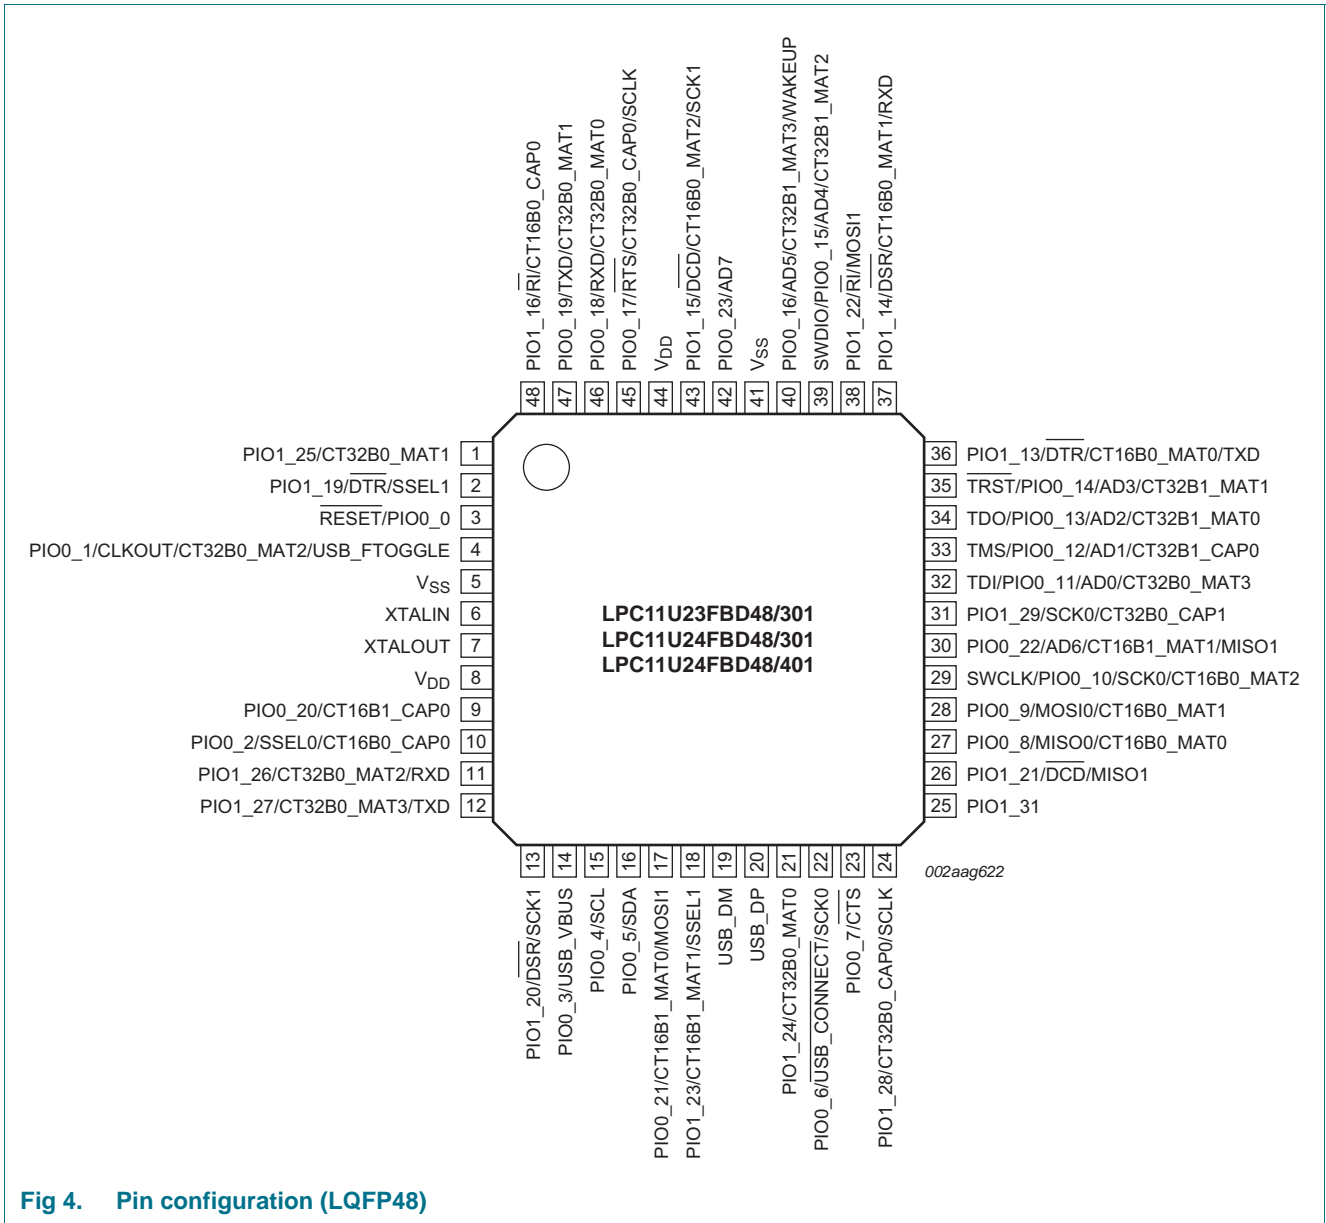 PIO1_16/RI/CT16B0_CAP0
PIO0_19/TXD/CT32B0_MAT1
PIO0_18/RXD/CT32B0_MAT0
PIO0_17/RTS/CT32B0_CAP0/SCLK
VDD
PIO1_15/DCD/CT16B0_MAT2/SCK1
PIO0_23/AD7
VSS
PIO0_16/AD5/CT32B1_MAT3/WAKEUP
SWDIO/PIO0_15/AD4/CT32B1_MAT2
PIO1_22/RI/MOSI1
PIO1_14/DSR/CT16B0_MAT1/RXD
48
47
46
45
44
43
42
41
40
39
38
37
PIO1_25/CT32B0_MAT1 1
PIO1_19/DTR/SSEL1 2
RESET/PIO0_0 3
PIO0_1/CLKOUT/CT32B0_MAT2/USB_FTOGGLE 4
VSS 5
XTALIN 6
XTALOUT 7
VDD 8
PIO0_20/CT16B1_CAP0 9
PIO0_2/SSEL0/CT16B0_CAP0 10
PIO1_26/CT32B0_MAT2/RXD 11
PIO1_27/CT32B0_MAT3/TXD 12
LPC11U23FBD48/301
LPC11U24FBD48/301
LPC11U24FBD48/401
36 PIO1_13/DTR/CT16B0_MAT0/TXD
35 TRST/PIO0_14/AD3/CT32B1_MAT1
34 TDO/PIO0_13/AD2/CT32B1_MAT0
33 TMS/PIO0_12/AD1/CT32B1_CAP0
32 TDI/PIO0_11/AD0/CT32B0_MAT3
31 PIO1_29/SCK0/CT32B0_CAP1
30 PIO0_22/AD6/CT16B1_MAT1/MISO1
29 SWCLK/PIO0_10/SCK0/CT16B0_MAT2
28 PIO0_9/MOSI0/CT16B0_MAT1
27 PIO0_8/MISO0/CT16B0_MAT0
26 PIO1_21/DCD/MISO1
25 PIO1_31
13
14
15
16
17
18
19
20
21
22
23
24
PIO1_20/DSR/SCK1
PIO0_3/USB_VBUS
PIO0_4/SCL
PIO0_5/SDA
PIO0_21/CT16B1_MAT0/MOSI1
PIO1_23/CT16B1_MAT1/SSEL1
USB_DM
USB_DP
PIO1_24/CT32B0_MAT0
PIO0_6/USB_CONNECT/SCK0
PIO0_7/CTS
PIO1_28/CT32B0_CAP0/SCLK
002aag622
Fig 4. Pin configuration (LQFP48)